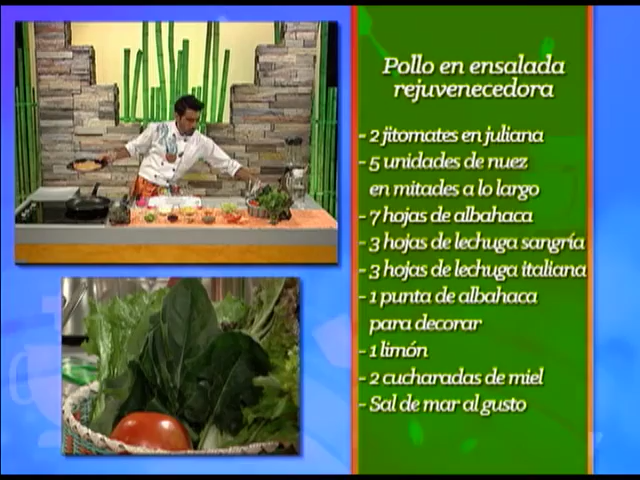 Pollo en ensalada
rejuvenecedora
- 2 jitomates en juliana
- 5 unidades de nuez
en mitades a lo largo
- 7 hojas de albahaca
- 3 hojas de lechuga sangría
- 3 hojas de lechuga italiana
- 1 punta de albahaca
para decorar
- 1 limón
- 2 cucharadas de miel
- Sal de mar al gusto